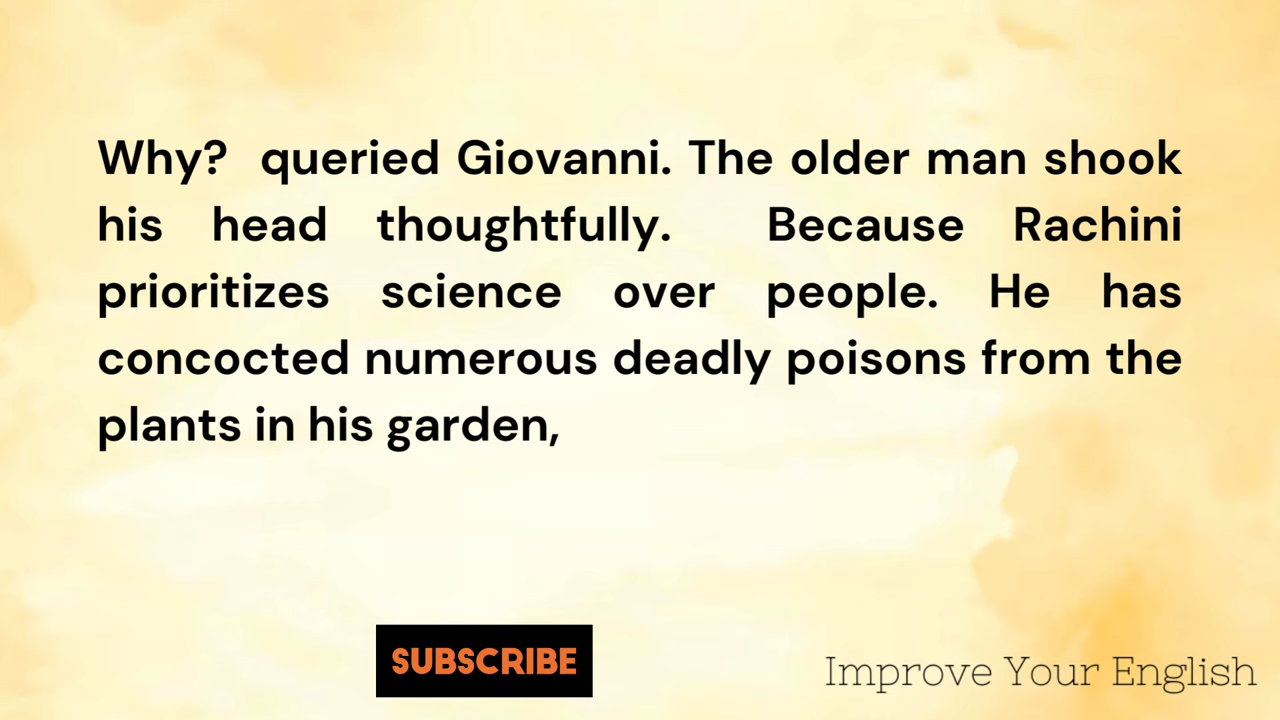 Why? queried Giovanni. The older man shook
his head thoughtfully. Because Rachini
prioritizes science over people. He has
concocted numerous deadly poisons from the
plants in his garden,
SUBSCRIBE
Improve Your English